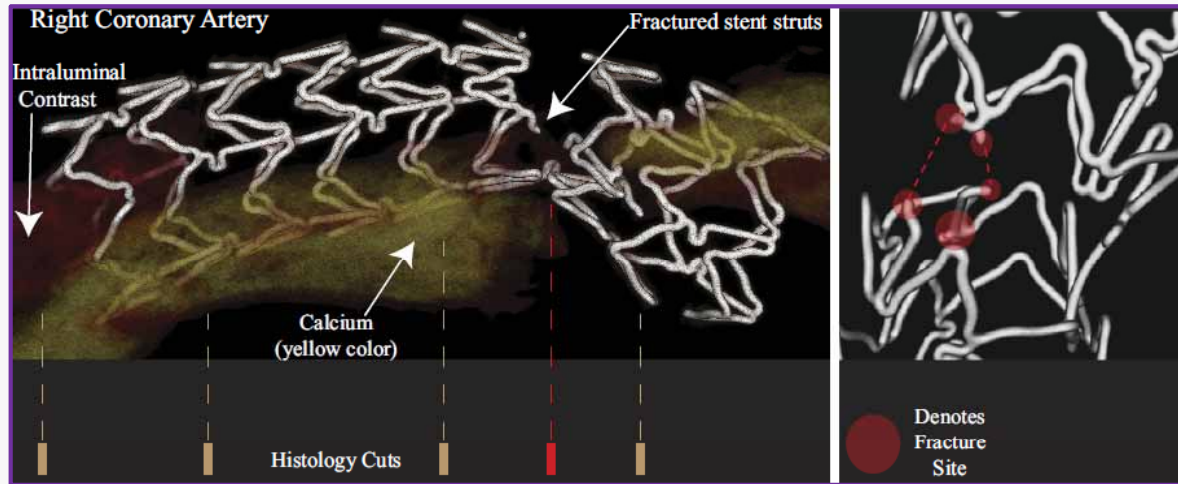 Right Coronary Artery
Fractured stent struts
Intraluminal
Contrast
Calcium
(yellow color)
Histology Cuts
Denotes
Fracture
Site